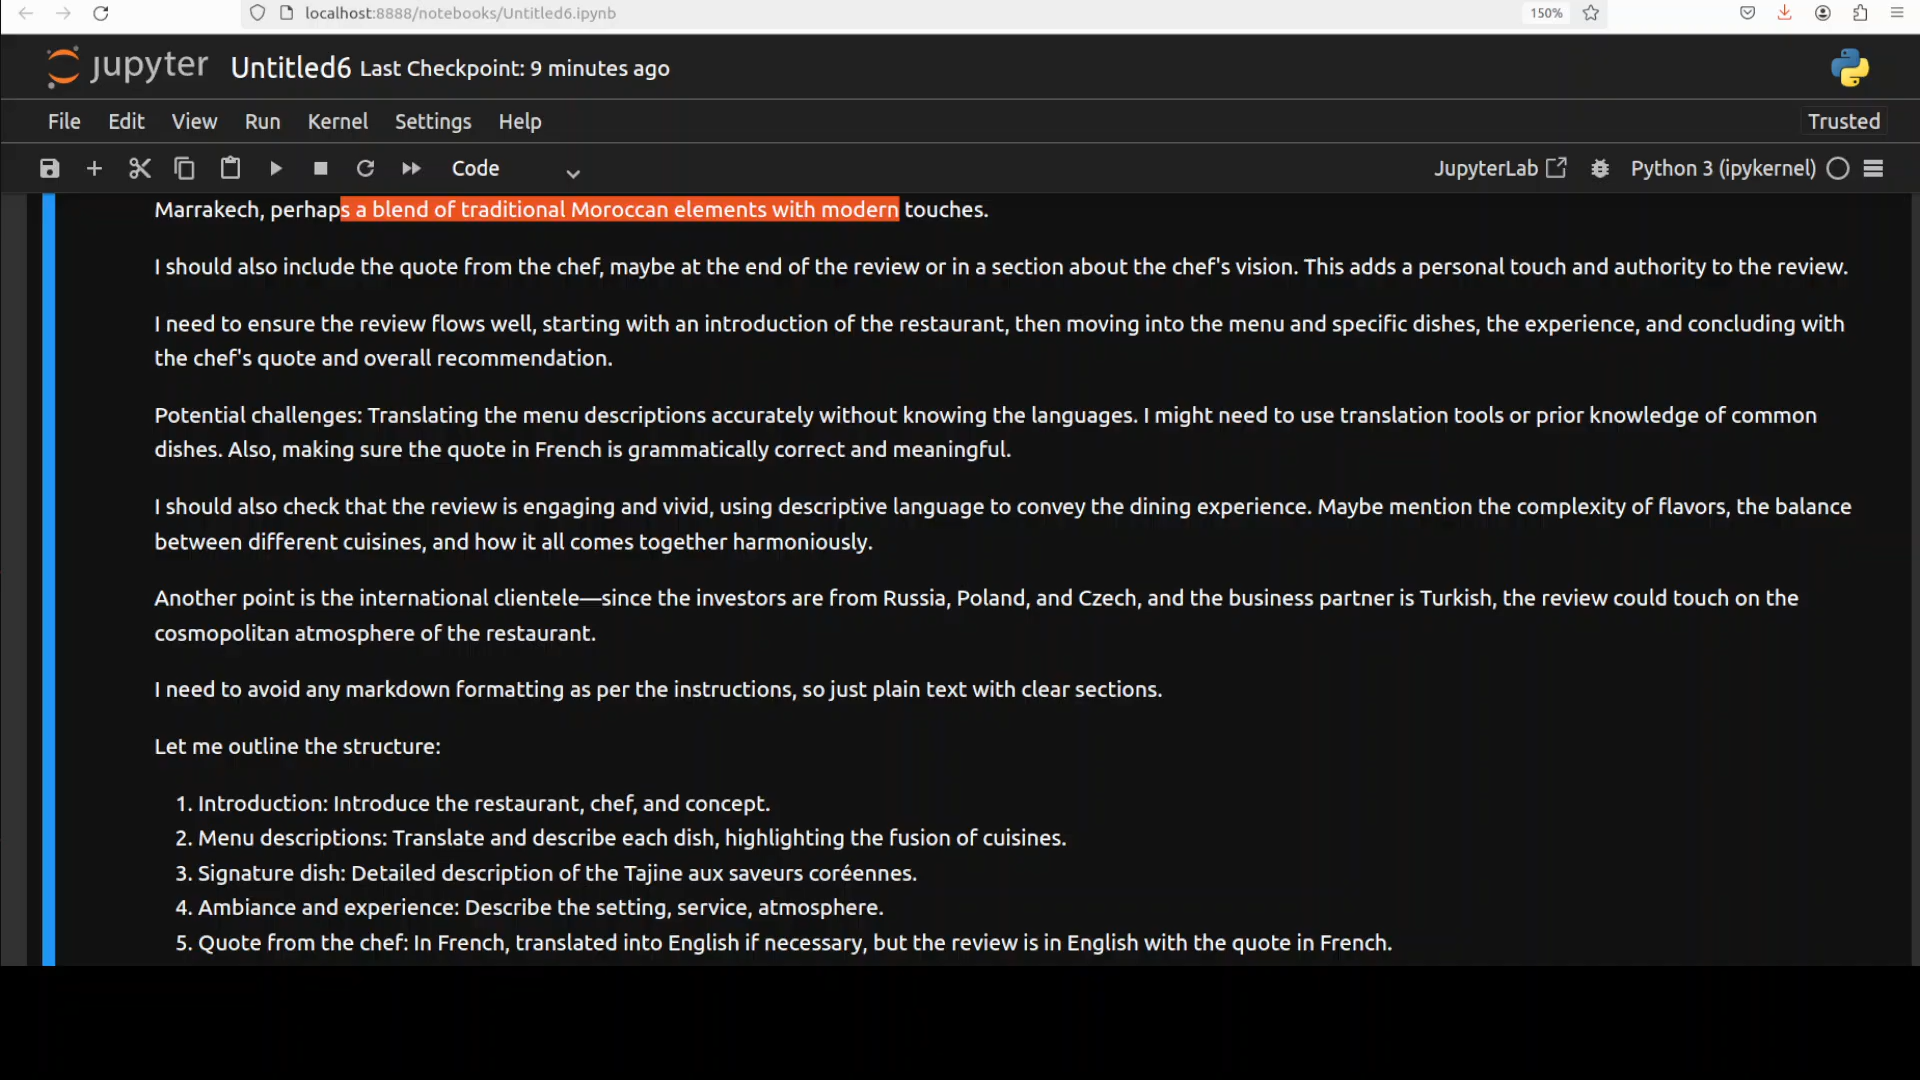 localhost:8888/notebooks/Untitled6.ipynb
150%
jupyter Untitled6 Last Checkpoint: 9 minutes ago
File Edit View Run Kernel Settings Help
Trusted
Code
JupyterLab
Python 3 (ipykernel)
Marrakech, perhaps a blend of traditional Moroccan elements with modern touches.
I should also include the quote from the chef, maybe at the end of the review or in a section about the chef's vision. This adds a personal touch and authority to the review.
I need to ensure the review flows well, starting with an introduction of the restaurant, then moving into the menu and specific dishes, the experience, and concluding with
the chef's quote and overall recommendation.
Potential challenges: Translating the menu descriptions accurately without knowing the languages. I might need to use translation tools or prior knowledge of common
dishes. Also, making sure the quote in French is grammatically correct and meaningful.
I should also check that the review is engaging and vivid, using descriptive language to convey the dining experience. Maybe mention the complexity of flavors, the balance
between different cuisines, and how it all comes together harmoniously.
Another point is the international clientele—since the investors are from Russia, Poland, and Czech, and the business partner is Turkish, the review could touch on the
cosmopolitan atmosphere of the restaurant.
I need to avoid any markdown formatting as per the instructions, so just plain text with clear sections.
Let me outline the structure:
1. Introduction: Introduce the restaurant, chef, and concept.
2. Menu descriptions: Translate and describe each dish, highlighting the fusion of cuisines.
3. Signature dish: Detailed description of the Tajine aux saveurs coréennes.
4. Ambiance and experience: Describe the setting, service, atmosphere.
5. Quote from the chef: In French, translated into English if necessary, but the review is in English with the quote in French.